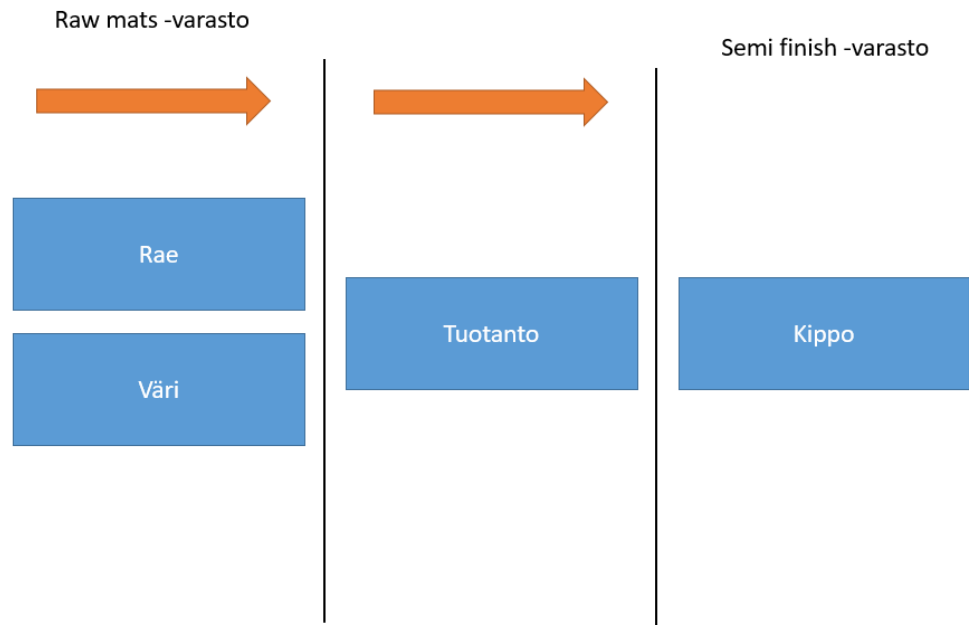 Raw mats -varasto
Semi finish -varasto
Rae
Väri
Tuotanto
Kippo